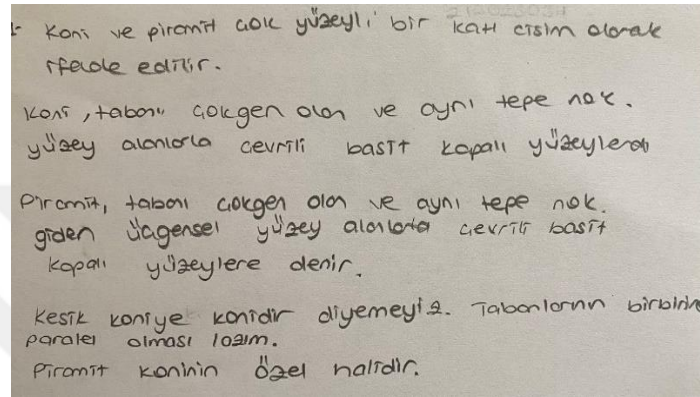 1- Koni ve piramit çok yüzeyli bir katı cisim olarak
ifade edilir.
Koni, tabanı çokgen olan ve aynı tepe nok.
yüzey alanlarla çevrili basit kapalı yüzeylerdir
Piramit, tabanı çokgen olan ve aynı tepe nok.
giden üçgensel yüzey alanlarla çevrili basit
kapalı yüzeylere denir.
Kesik koniye konidir diyemeyiz. Tabanlarının birbirine
paralel olması lazım.
Piramit koninin özel halidir.